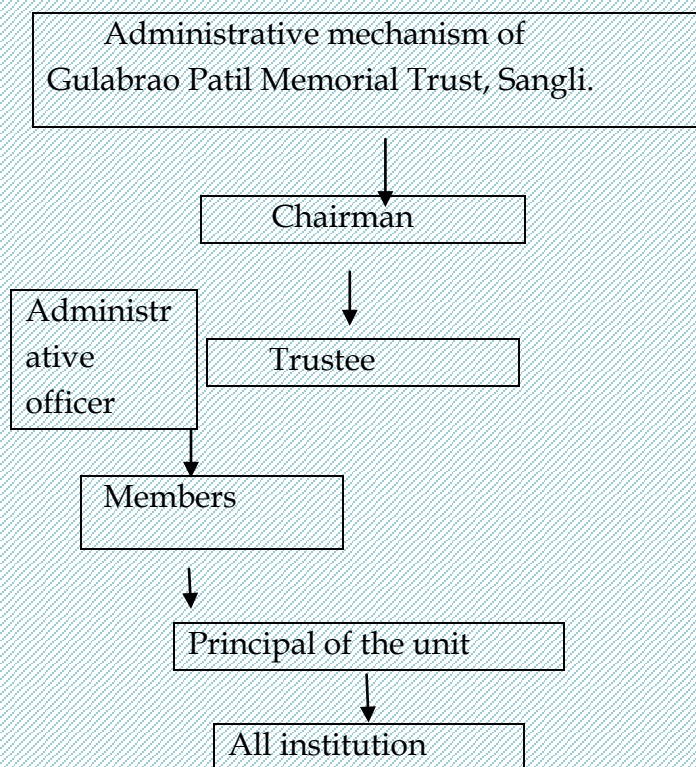 Administrative mechanism of
Gulabrao Patil Memorial Trust, Sangli.
Chairman
Administr
ative
officer
Trustee
Members
Principal of the unit
All institution